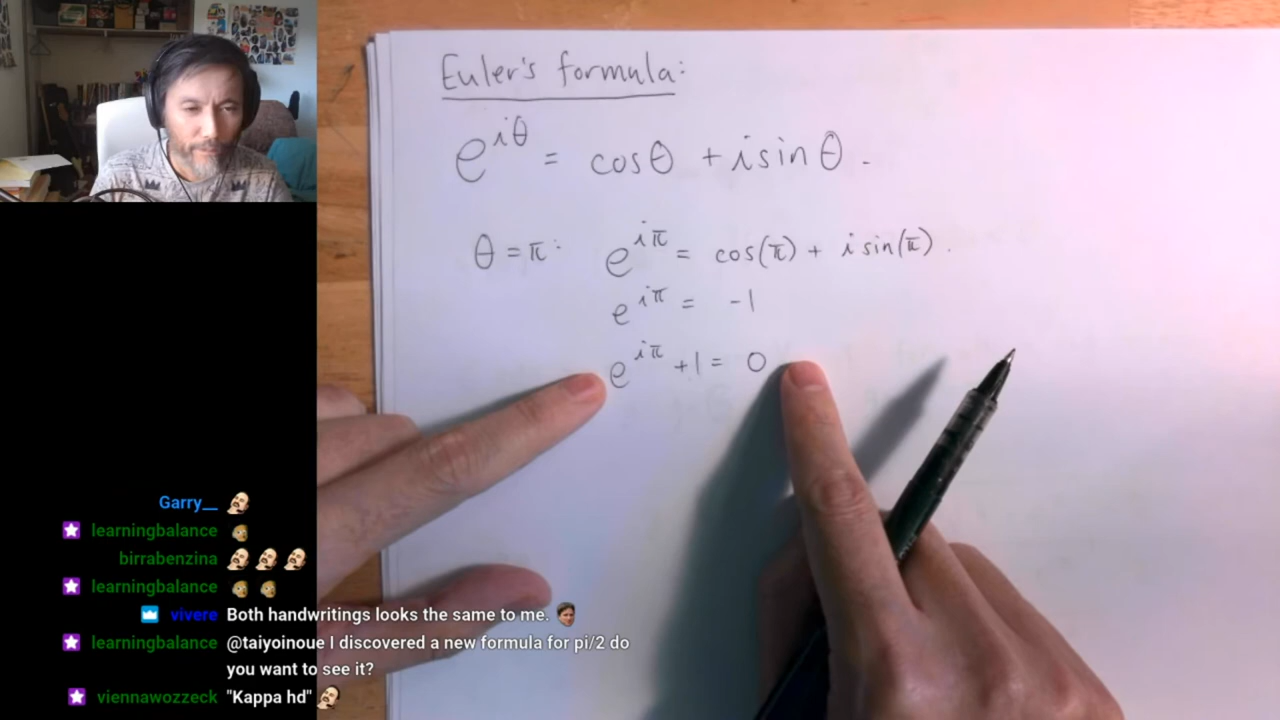 Euler's formula:
e^{iθ} = cosθ + i sinθ.
θ = π: e^{iπ} = cos(π) + i sin(π).
e^{iπ} = -1
e^{iπ} + 1 = 0
Garry__
learningbalance
birrabenzina
learningbalance
vivere Both handwritings looks the same to me.
learningbalance @taiyoinoue I discovered a new formula for pi/2 do
you want to see it?
viennawozzeck "Kappa hd"